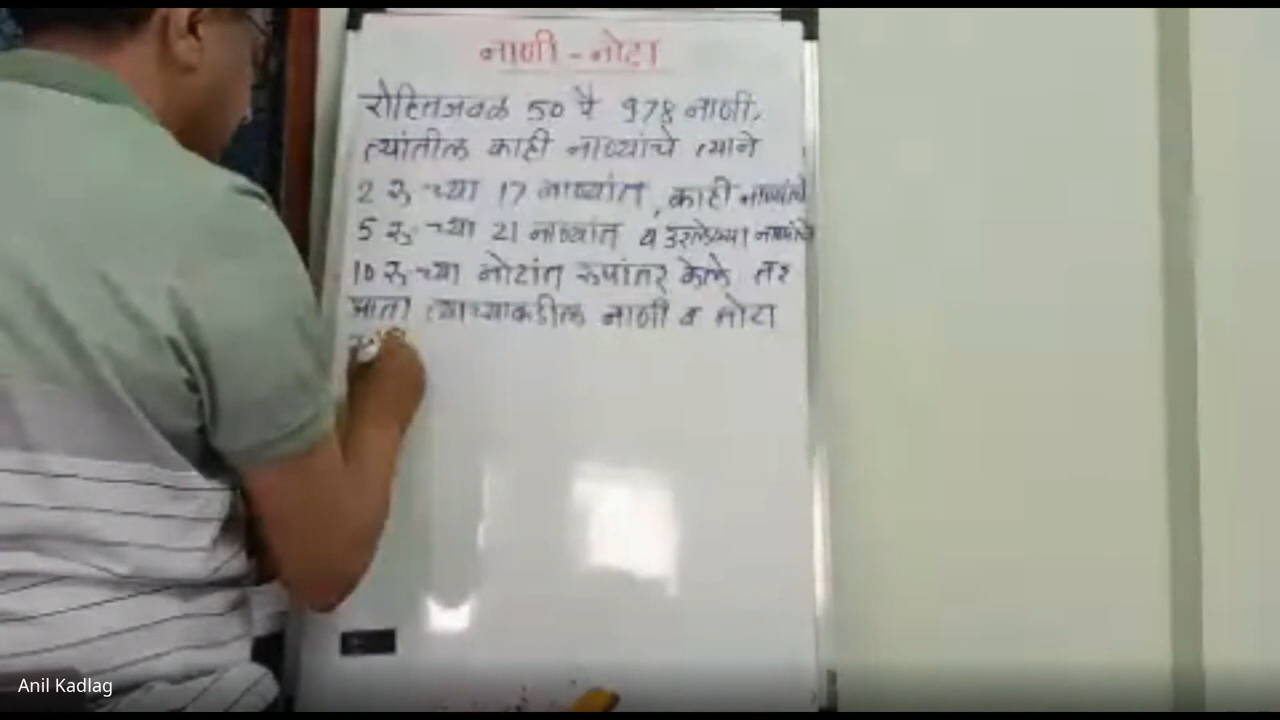 नाणी - नोटा
रोहितजवळ 50 पै 978 नाणी,
त्यांतील काही नाण्यांचे त्याने
2 रु च्या 17 नाण्यांत, काही नाण्यांचे
5 रु च्या 21 नाण्यांत व उरलेल्या नाण्यांचे
10 रु च्या नोटांत रुपांतर केले तर
आता त्याच्याकडील नाणी व नोटा
Anil Kadlag